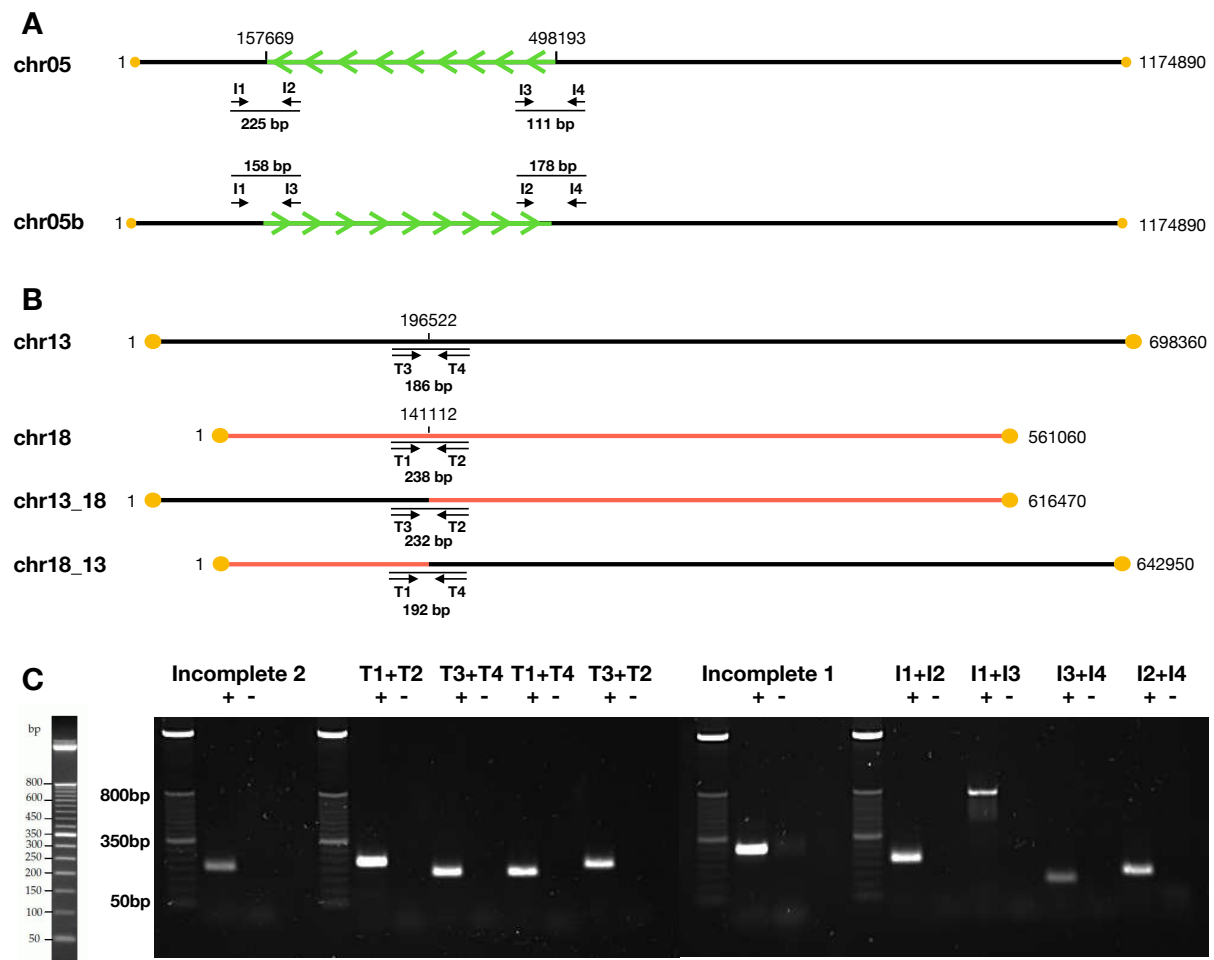 A
157669 498193
chr05 1 1174890
I1 I2 I3 I4
225 bp 111 bp
158 bp 178 bp
I1 I3 I2 I4
chr05b 1 1174890
B
196522
chr13 1 698360
T3 T4
186 bp
141112
chr18 1 561060
T1 T2
238 bp
chr13_18 1 616470
T3 T2
232 bp
chr18_13 1 642950
T1 T4
192 bp
C
Incomplete 2 T1+T2 T3+T4 T1+T4 T3+T2 Incomplete 1 I1+I2 I1+I3 I3+I4 I2+I4
+ - + - + - + - + - + - + - + - + - + -
bp
800
600
450
350
300
250
200
150
100
50
800bp
350bp
50bp